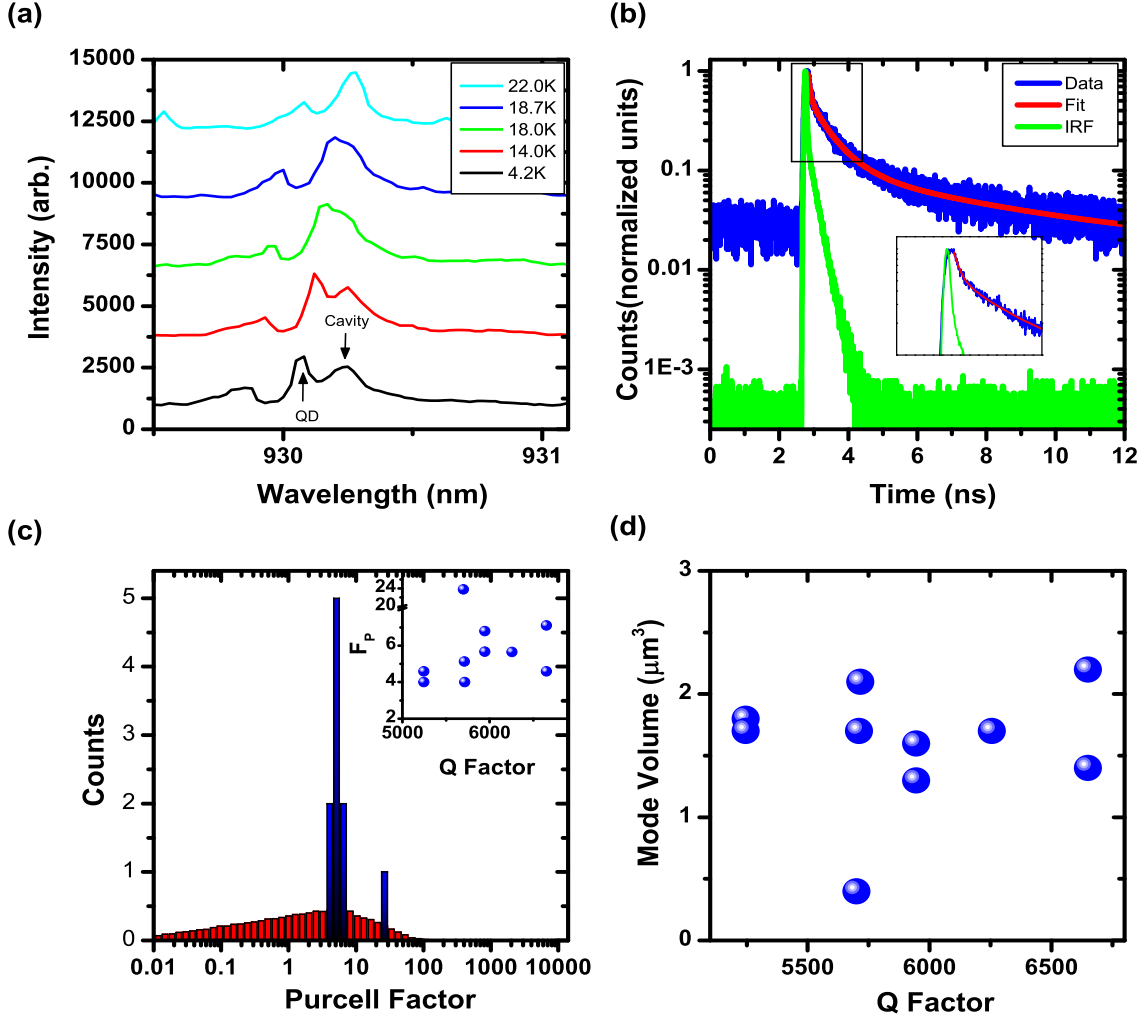 (a)
15000
12500
10000
7500
5000
2500
0
Intensity (arb.)
22.0K
18.7K
18.0K
14.0K
4.2K
Cavity
QD
930
931
Wavelength (nm)
(b)
1
0.1
0.01
1E-3
Counts(normalized units)
Data
Fit
IRF
0 2 4 6 8 10 12
Time (ns)
(c)
5
4
3
2
1
0
Counts
24
20
6
4
2
F_P
5000 6000
Q Factor
0.01 0.1 1 10 100 1000 10000
Purcell Factor
(d)
3
2
1
0
Mode Volume (μm³)
5500 6000 6500
Q Factor